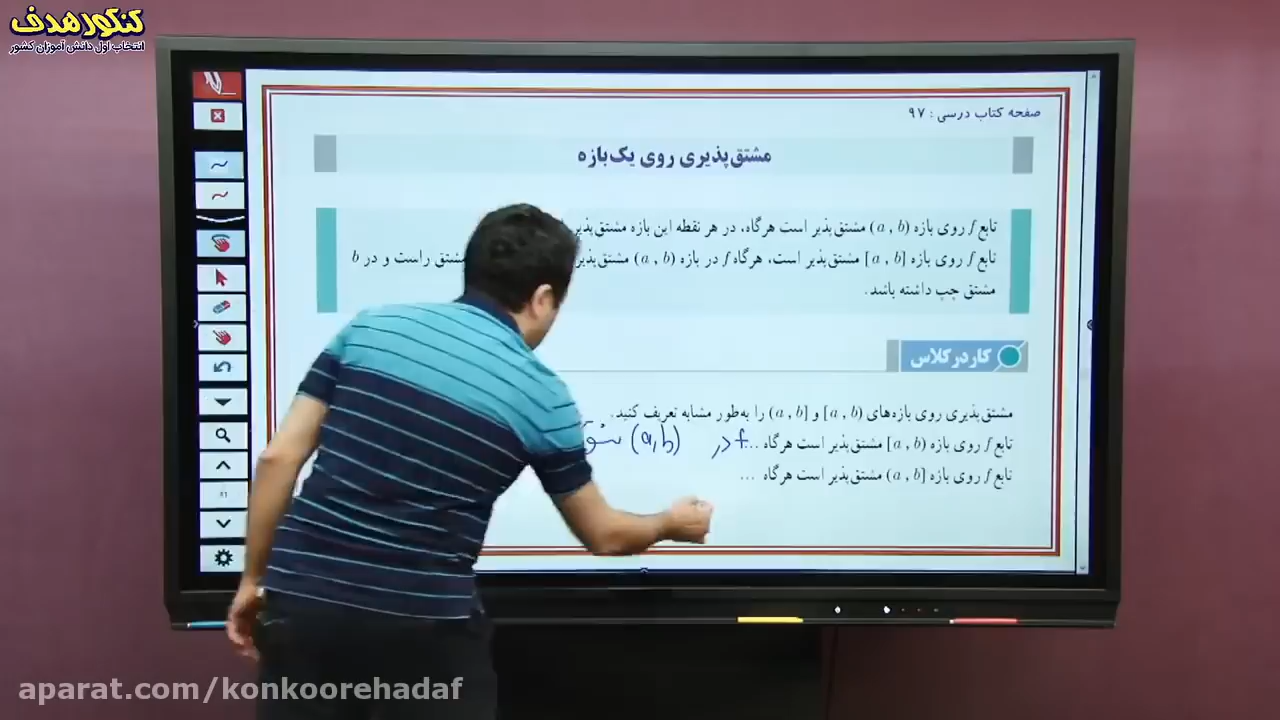 کنکور هدف
انتخاب اول دانش آموزان کشور
صفحه کتاب درسی : ۹۷
مشتق‌پذیری روی یک بازه
تابع f روی بازه (a , b) مشتق‌پذیر است هرگاه، در هر نقطه این بازه مشتق‌پذیر
تابع f روی بازه [a , b] مشتق‌پذیر است، هرگاه f در بازه (a , b) مشتق‌پذیر مشتق راست و در b
مشتق چپ داشته باشد.
کار در کلاس
مشتق‌پذیری روی بازه‌های [a , b) و (a , b] را به‌طور مشابه تعریف کنید.
تابع f روی بازه [a , b) مشتق‌پذیر است هرگاه ... f در (a,b)
تابع f روی بازه (a , b] مشتق‌پذیر است هرگاه ...
aparat.com/konkoorehadaf